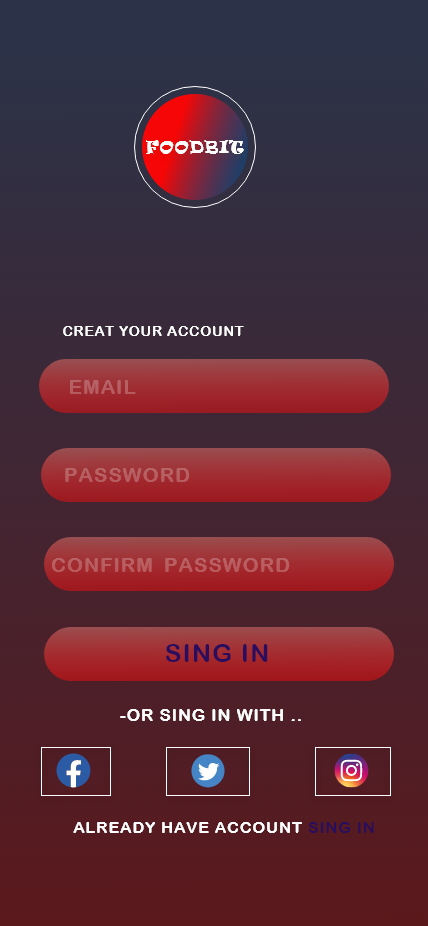 FOODBIT
CREAT YOUR ACCOUNT
EMAIL
PASSWORD
CONFIRM PASSWORD
SING IN
-OR SING IN WITH ..
ALREADY HAVE ACCOUNT SING IN